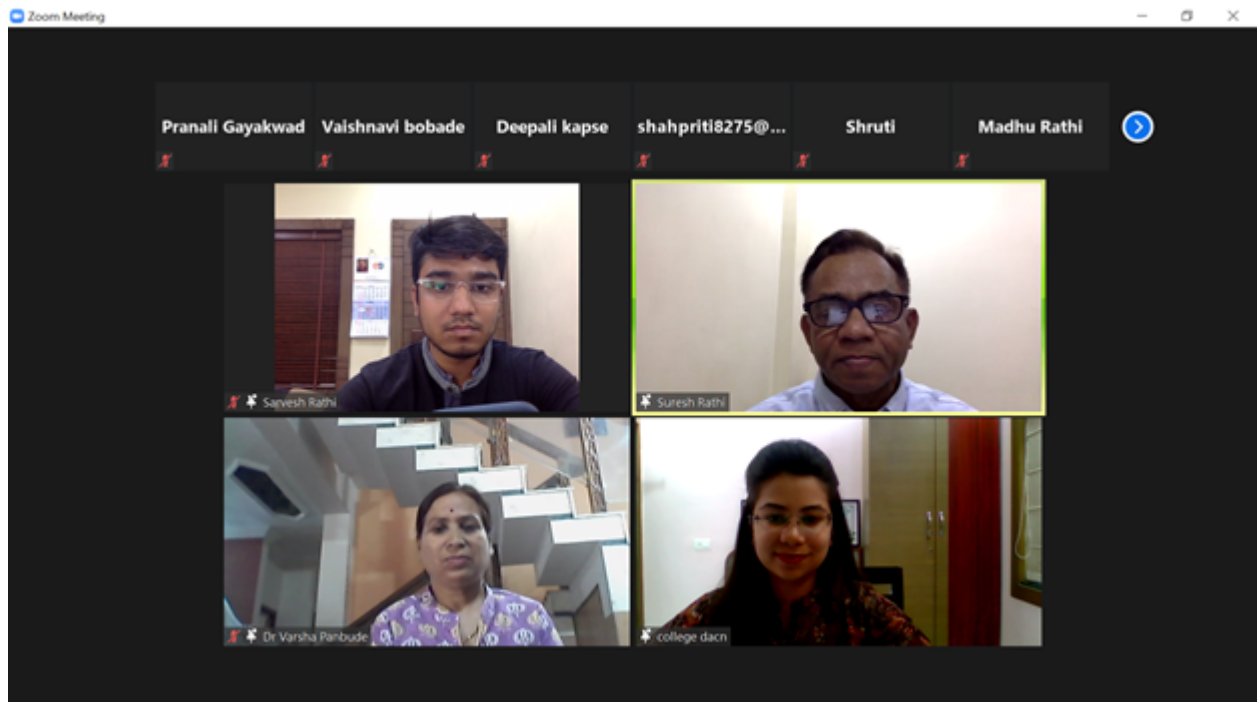 Zoom Meeting
Pranali Gayakwad
Vaishnavi bobade
Deepali kapse
shahpriti8275@...
Shruti
Madhu Rathi
Sarvesh Rathi
Suresh Rathi
Dr Varsha Panbude
college dacn